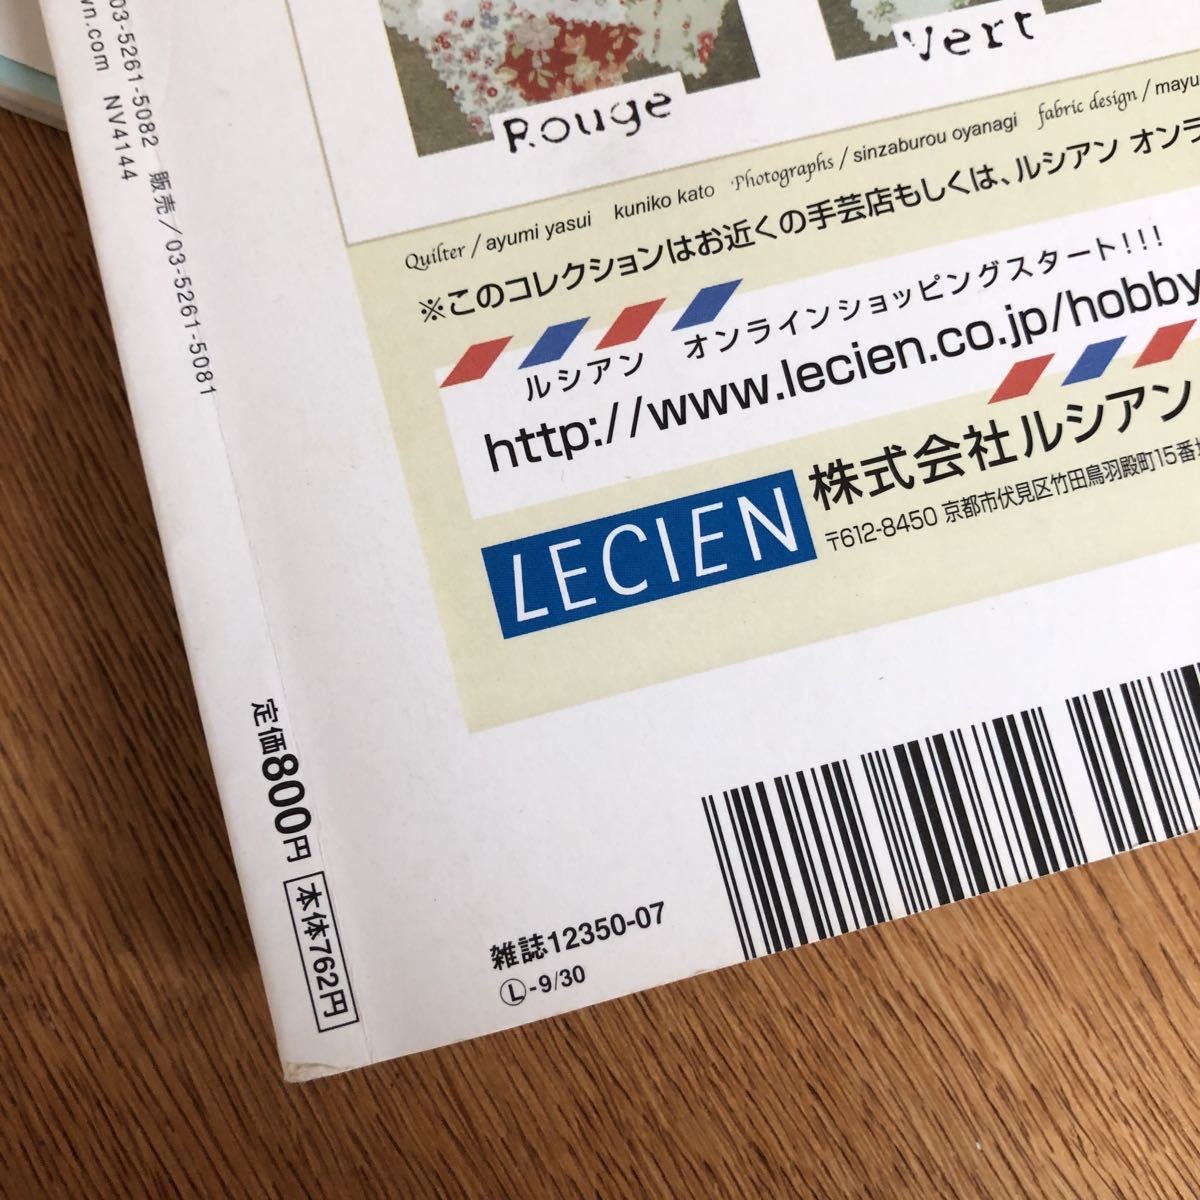 Rouge
Vert
Quilter / ayumi yasui kuniko kato Photographs / sinzaburou oyanagi fabric design / mayu
※このコレクションはお近くの手芸店もしくは、ルシアン オンラ
ルシアン オンラインショッピングスタート!!!
http://www.lecien.co.jp/hobby
LECIEN
株式会社ルシアン
〒612-8450 京都市伏見区竹田鳥羽殿町15番地
03-5261-5082 販売/03-5261-5081
wn.com NV4144
定価800円 本体762円
雑誌12350-07
Ⓛ-9/30